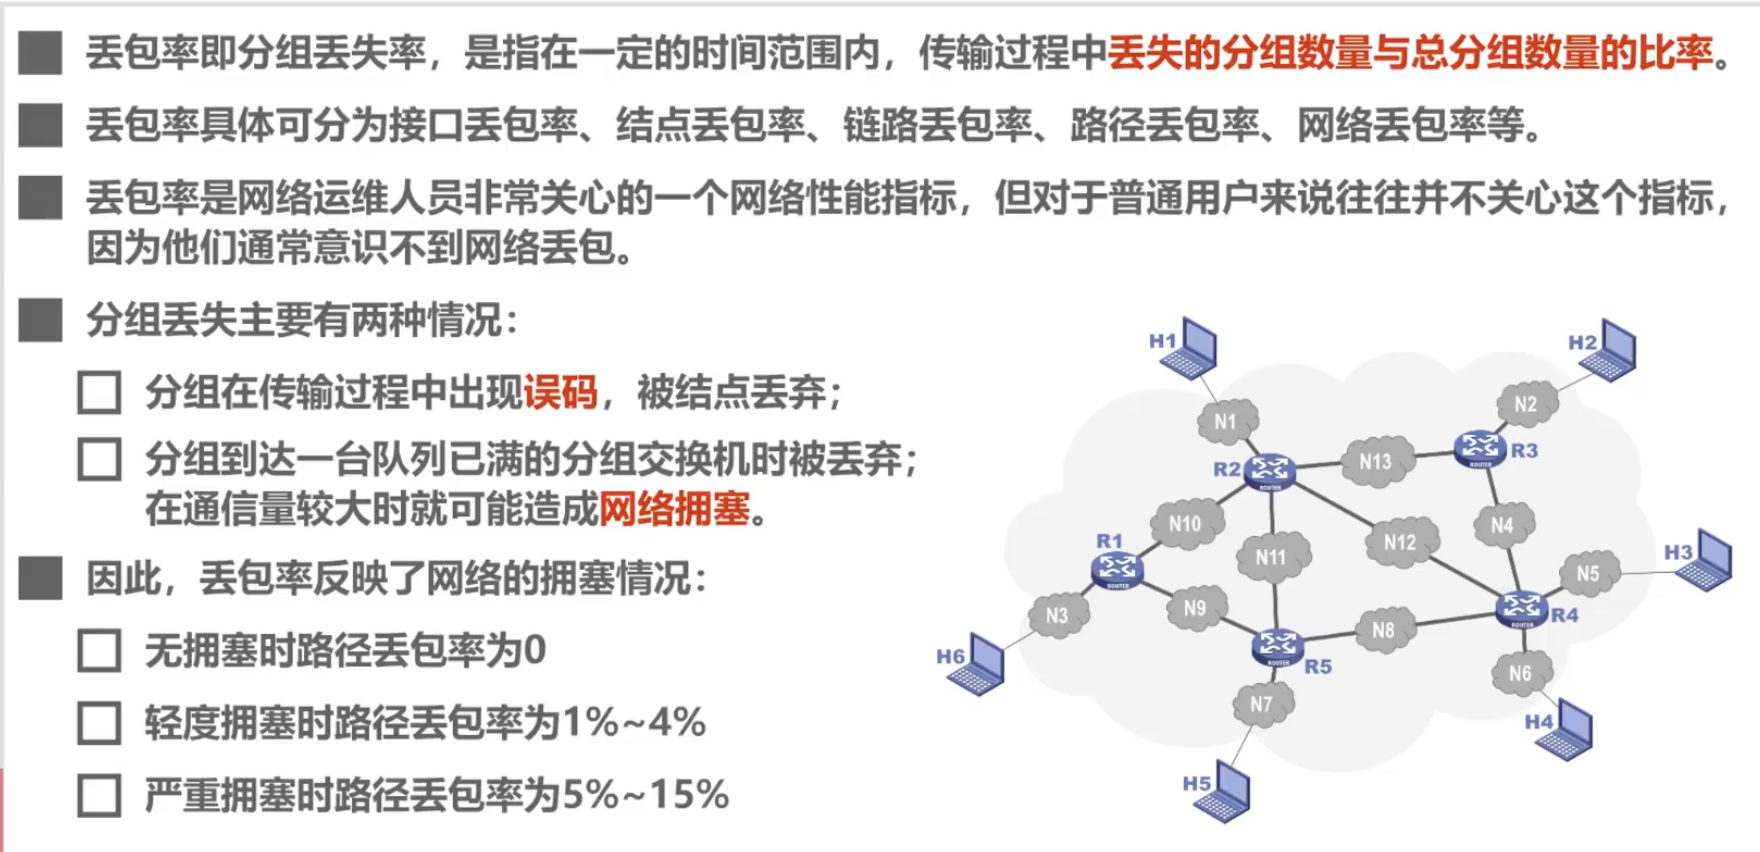 丢包率即分组丢失率，是指在一定的时间范围内，传输过程中丢失的分组数量与总分组数量的比率。
丢包率具体可分为接口丢包率、结点丢包率、链路丢包率、路径丢包率、网络丢包率等。
丢包率是网络运维人员非常关心的一个网络性能指标，但对于普通用户来说往往并不关心这个指标，
因为他们通常意识不到网络丢包。
分组丢失主要有两种情况：
分组在传输过程中出现误码，被结点丢弃；
分组到达一台队列已满的分组交换机时被丢弃；
在通信量较大时就可能造成网络拥塞。
因此，丢包率反映了网络的拥塞情况：
无拥塞时路径丢包率为0
轻度拥塞时路径丢包率为1%~4%
严重拥塞时路径丢包率为5%~15%
H1
H2
N1
N2
R2
ROUTER
N13
R3
ROUTER
N10
N4
R1
ROUTER
N11
N12
H3
N5
N3
N9
R4
ROUTER
N8
H6
R5
ROUTER
N6
N7
H4
H5